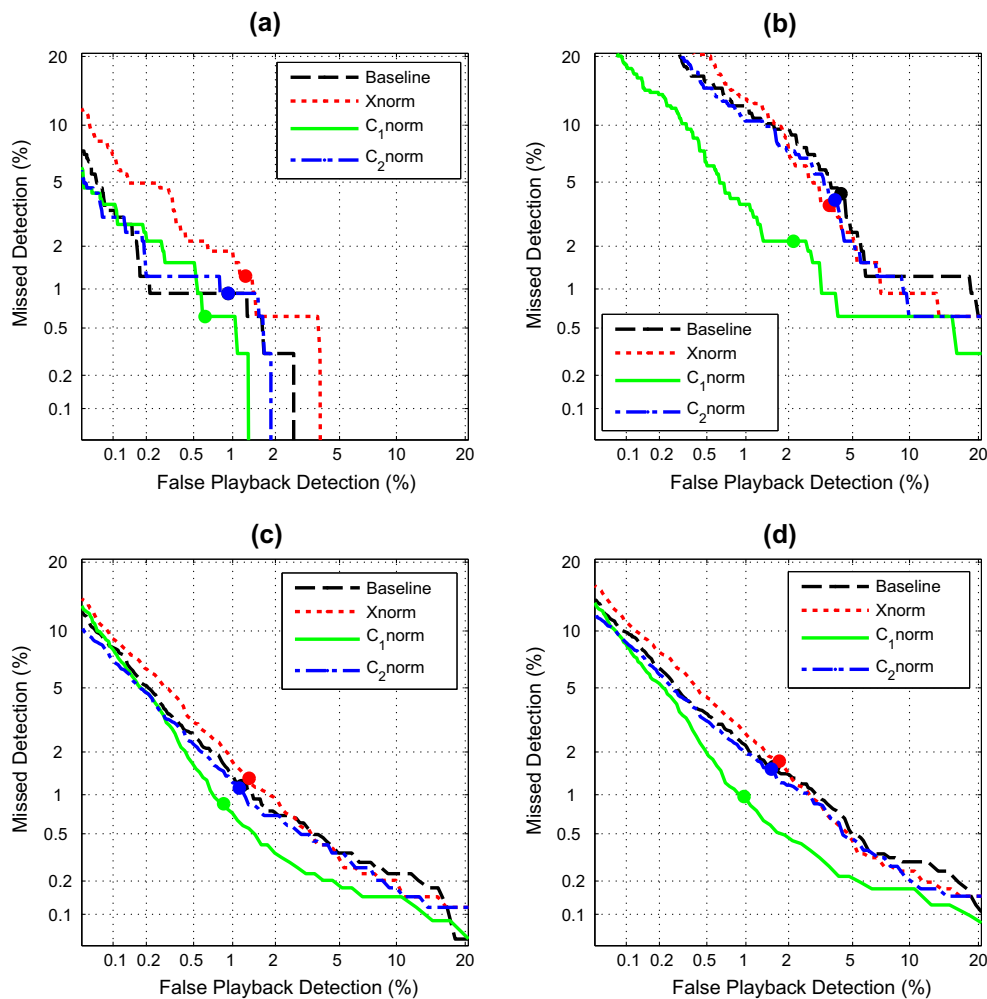 (a)
20
10
5
2
1
0.5
0.2
0.1
Missed Detection (%)
Baseline
Xnorm
C₁norm
C₂norm
0.1 0.2 0.5 1 2 5 10 20
False Playback Detection (%)
(b)
20
10
5
2
1
0.5
0.2
0.1
Missed Detection (%)
Baseline
Xnorm
C₁norm
C₂norm
0.1 0.2 0.5 1 2 5 10 20
False Playback Detection (%)
(c)
20
10
5
2
1
0.5
0.2
0.1
Missed Detection (%)
Baseline
Xnorm
C₁norm
C₂norm
0.1 0.2 0.5 1 2 5 10 20
False Playback Detection (%)
(d)
20
10
5
2
1
0.5
0.2
0.1
Missed Detection (%)
Baseline
Xnorm
C₁norm
C₂norm
0.1 0.2 0.5 1 2 5 10 20
False Playback Detection (%)